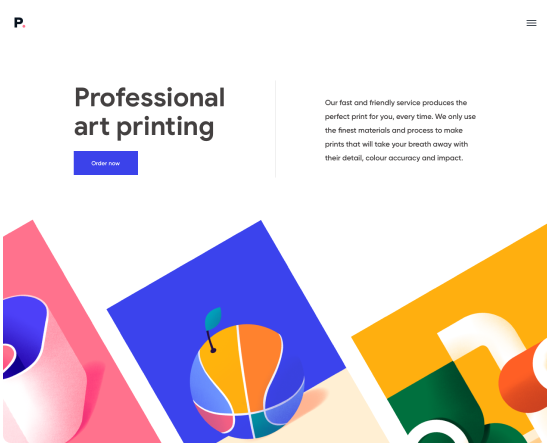 P.
Professional
art printing
Our fast and friendly service produces the
perfect print for you, every time. We only use
the finest materials and process to make
prints that will take your breath away with
their detail, colour accuracy and impact.
Order now